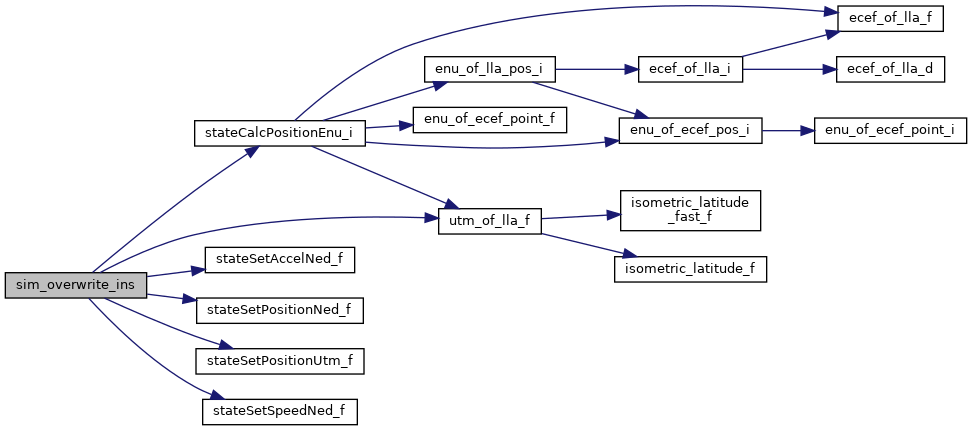 ecef_of_lla_f
enu_of_lla_pos_i
ecef_of_lla_i
ecef_of_lla_d
enu_of_ecef_point_f
stateCalcPositionEnu_i
enu_of_ecef_pos_i
enu_of_ecef_point_i
isometric_latitude
_fast_f
utm_of_lla_f
stateSetAccelNed_f
isometric_latitude_f
sim_overwrite_ins
stateSetPositionNed_f
stateSetPositionUtm_f
stateSetSpeedNed_f